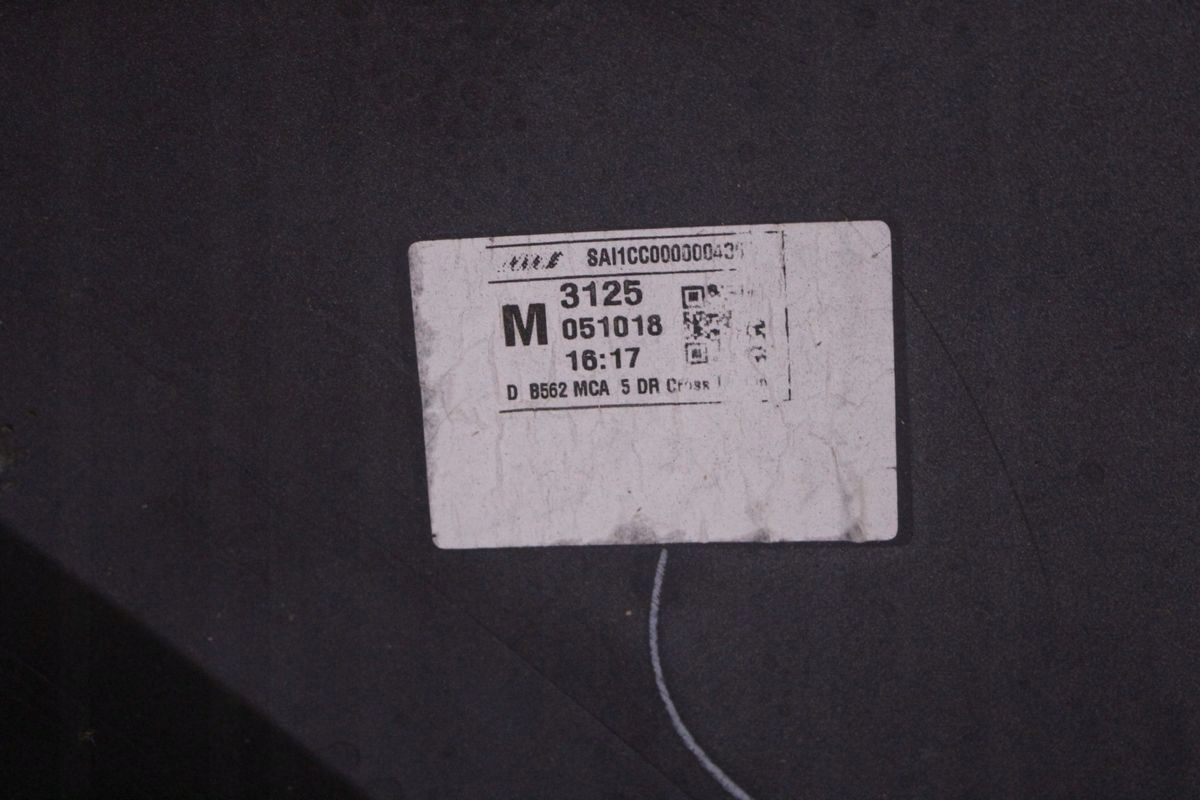 SAI1CC00000043
M
3125
051018
16:17
D B562 MCA 5 DR Cross